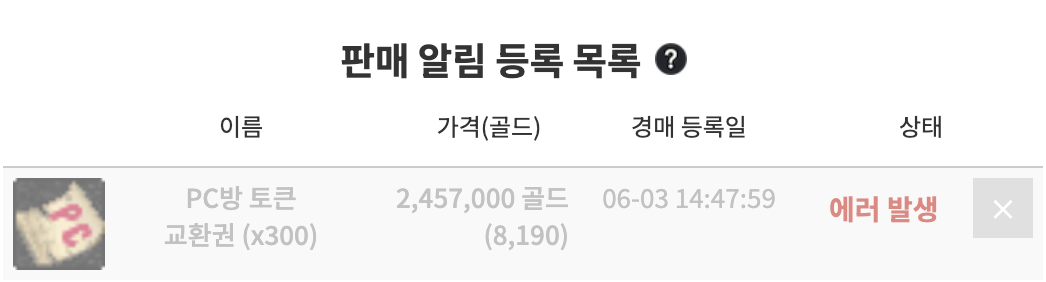 판매 알림 등록 목록 ?
이름 가격(골드) 경매 등록일 상태
PC PC방 토큰 2,457,000 골드 06-03 14:47:59 에러 발생 ×
교환권 (x300) (8,190)